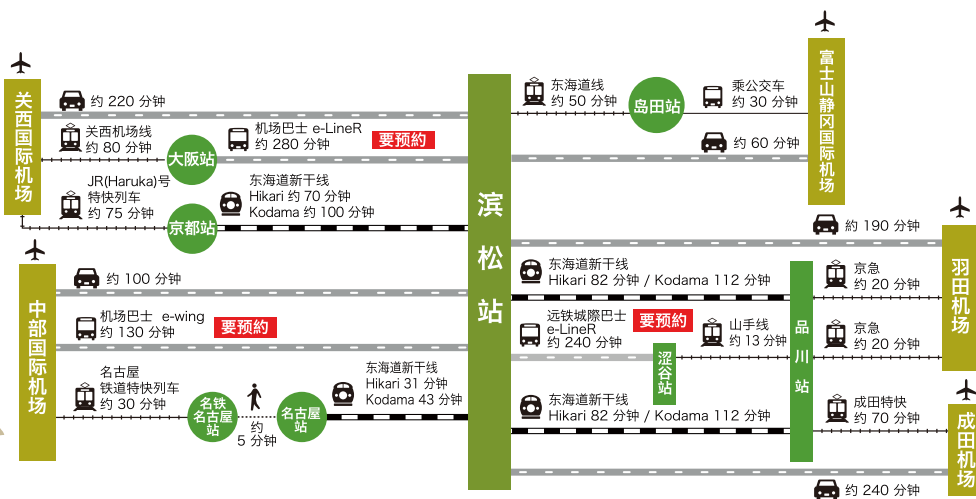 关西国际机场
约 220 分钟
关西机场线
约 80 分钟
大阪站
机场巴士 e-LineR
约 280 分钟
要预約
JR(Haruka)号
特快列车
约 75 分钟
京都站
东海道新干线
Hikari 约 70 分钟
Kodama 约 100 分钟
中部国际机场
约 100 分钟
机场巴士 e-wing
约 130 分钟
要预約
名古屋
铁道特快列车
约 30 分钟
名铁
名古屋
站
约
5 分钟
名古屋
站
东海道新干线
Hikari 31 分钟
Kodama 43 分钟
滨松站
东海道线
约 50 分钟
岛田站
乘公交车
约 30 分钟
约 60 分钟
富士山静冈国际机场
約 190 分钟
东海道新干线
Hikari 82 分钟 / Kodama 112 分钟
京急
约 20 分钟
远铁城際巴士
e-LineR
约 240 分钟
要预約
涩谷站
山手线
约 13 分钟
品川站
京急
约 20 分钟
羽田机场
东海道新干线
Hikari 82 分钟 / Kodama 112 分钟
成田特快
约 70 分钟
成田机场
约 240 分钟